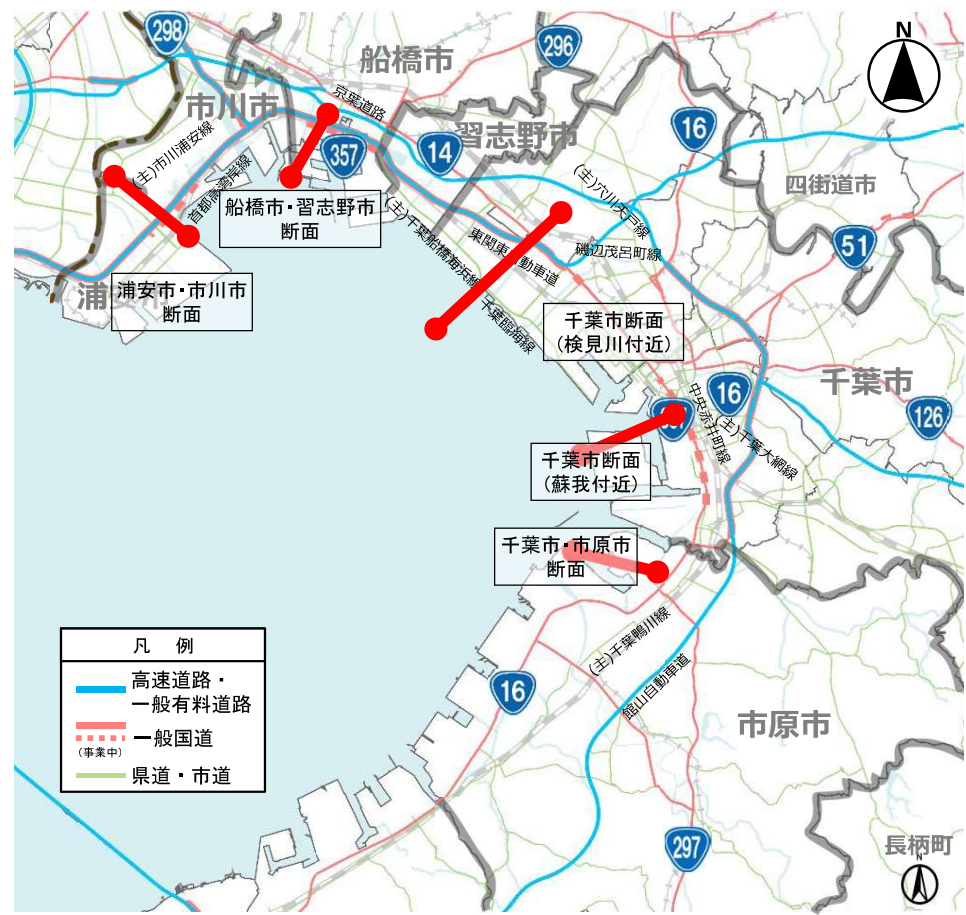 298
船橋市
296
N
市川市
京葉道路
習志野市
16
14
357
(主)市川浦安線
首都高湾岸線
四街道市
(主)穴川天戸線
船橋市・習志野市
断面
(主)千葉船橋海浜線
東関東自動車道
磯辺茂呂町線
51
浦安市
浦安市・市川市
断面
千葉臨海線
千葉市断面
(検見川付近)
千葉市
16
126
357
中央赤井町線
(主)千葉大網線
千葉市断面
(蘇我付近)
千葉市・市原市
断面
凡 例
高速道路・
一般有料道路
一般国道
(事業中)
県道・市道
(主)千葉鴨川線
16
館山自動車道
市原市
297
長柄町
N